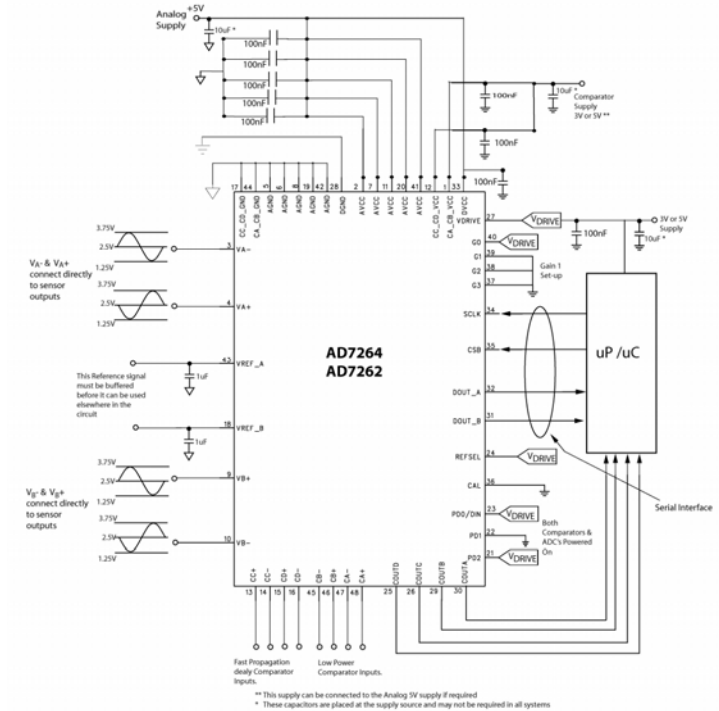 Analog +5V
Supply
10uF *
100nF
100nF
100nF
100nF
100nF
100nF
10uF *
Comparator
Supply
3V or 5V **
100nF
100nF
17 44 5 6 8 19 42 28 2 7 11 20 41 12 1 33
CC_CD_GND
CA_CB_GND
AGND
AGND
AGND
AGND
AGND
DGND
AVCC
AVCC
AVCC
AVCC
AVCC
CC_CD_VCC
CA_CB_VCC
VDRIVE
27
VDRIVE
3V or 5V
Supply
100nF
10uF *
G0
40
VDRIVE
G1
39
G2
38
G3
37
Gain 1
Set-up
3.75V
2.5V
1.25V
3
VA-
VA- & VA+
connect directly
to sensor
outputs
3.75V
2.5V
1.25V
4
VA+
SCLK
34
CSB
35
uP /uC
AD7264
AD7262
43
VREF_A
1uF
This Reference signal
must be buffered
before it can be used
elsewhere in the
circuit
DOUT_A
32
DOUT_B
31
18
VREF_B
1uF
REFSEL
24
VDRIVE
3.75V
2.5V
1.25V
9
VB+
VB- & VB+
connect directly
to sensor
outputs
3.75V
2.5V
1.25V
10
VB-
CAL
36
Serial Interface
PD0/DIN
23
VDRIVE
PD1
22
PD2
21
VDRIVE
Both
Comparators &
ADC's Powered
On
CC+
CC-
CD+
CD-
CB-
CB+
CA-
CA+
COUTD
COUTC
COUTB
COUTA
13 14 15 16 45 46 47 48 25 26 29 30
Fast Propagation
dealy Comparator
Inputs.
Low Power
Comparator Inputs.
** This supply can be connected to the Analog 5V supply if required
* These capacitors are placed at the supply source and may not be required in all systems